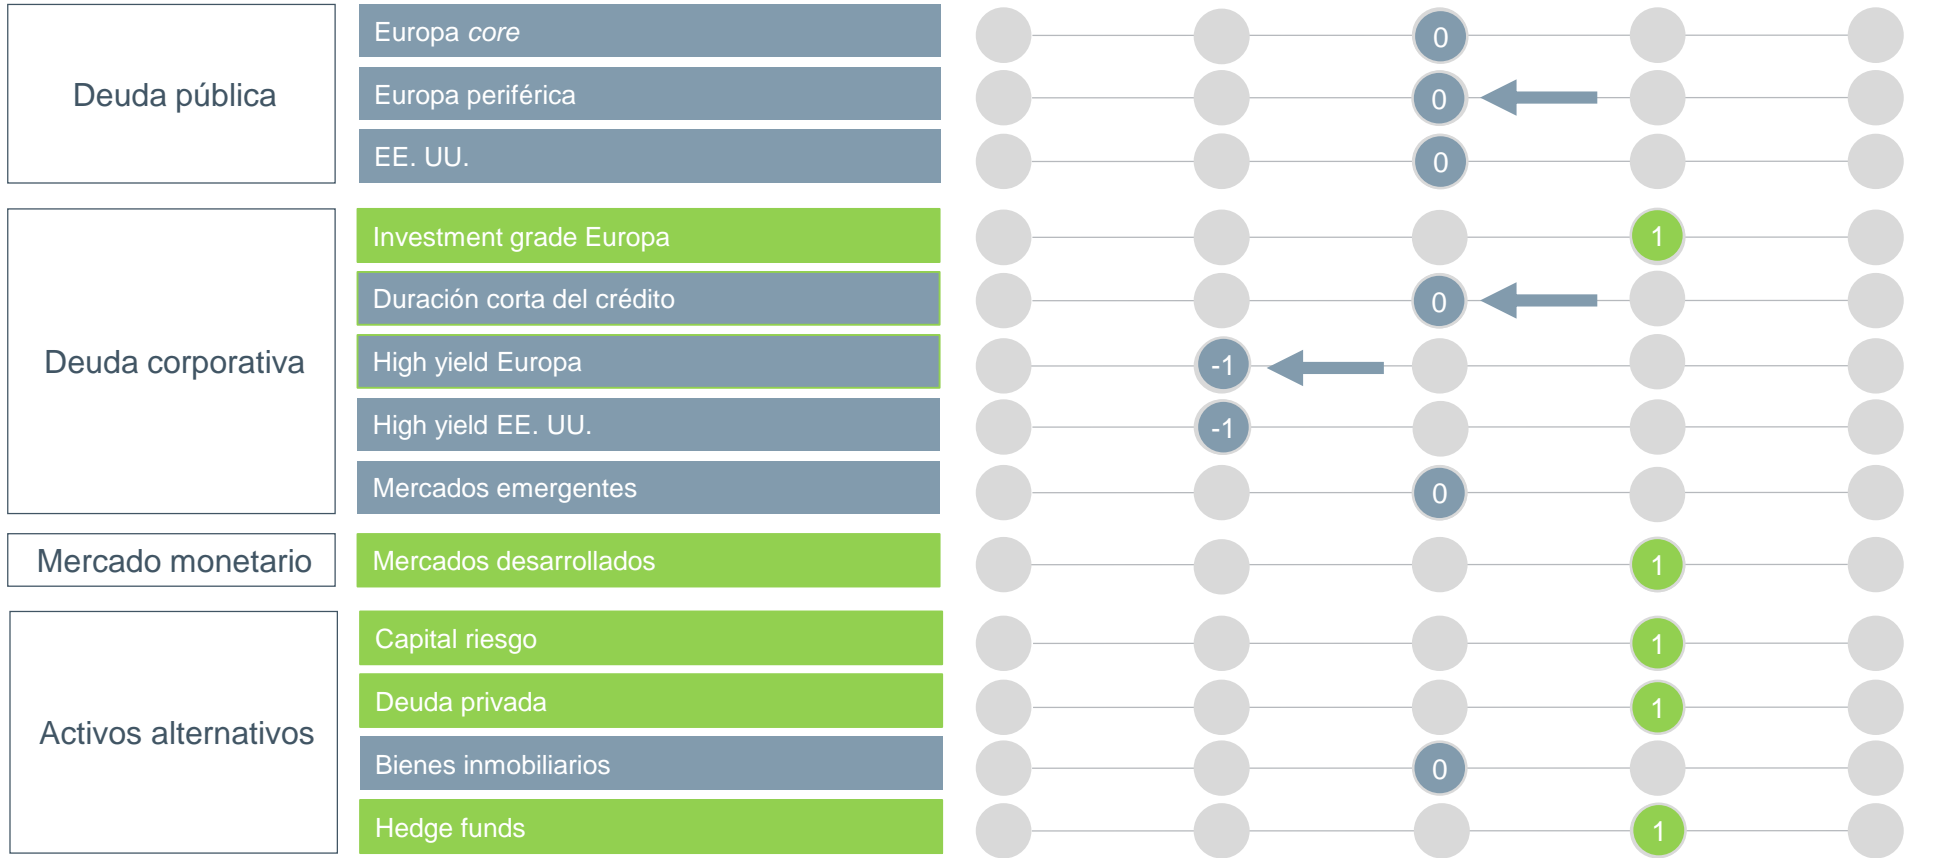 Deuda pública
Europa core
0
Europa periférica
0
EE. UU.
0
Deuda corporativa
Investment grade Europa
1
Duración corta del crédito
0
High yield Europa
-1
High yield EE. UU.
-1
Mercados emergentes
0
Mercado monetario
Mercados desarrollados
1
Activos alternativos
Capital riesgo
1
Deuda privada
1
Bienes inmobiliarios
0
Hedge funds
1